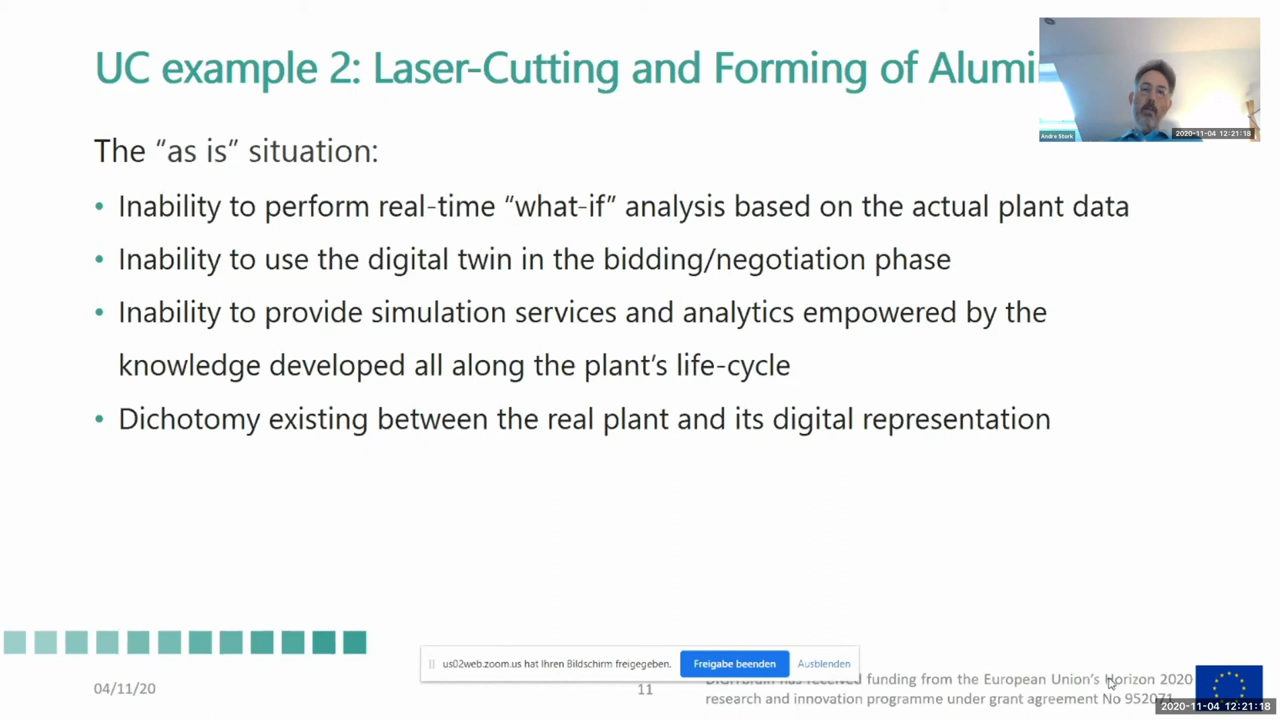 UC example 2: Laser-Cutting and Forming of Alumi
Andre Stork
2020-11-04 12:21:18
The “as is” situation:
• Inability to perform real-time “what-if” analysis based on the actual plant data
• Inability to use the digital twin in the bidding/negotiation phase
• Inability to provide simulation services and analytics empowered by the
knowledge developed all along the plant’s life-cycle
• Dichotomy existing between the real plant and its digital representation
us02web.zoom.us hat Ihren Bildschirm freigegeben.
Freigabe beenden
Ausblenden
04/11/20
11
has received funding from the European Union’s Horizon 2020
research and innovation programme under grant agreement No 952071
2020-11-04 12:21:18